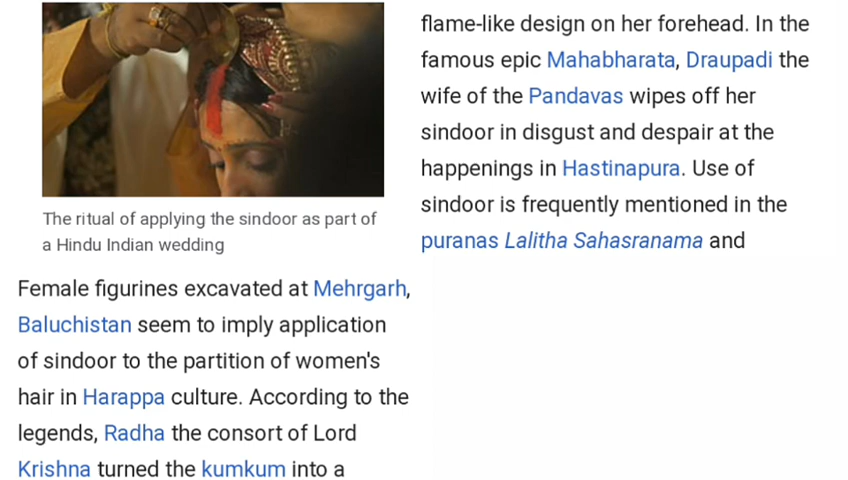 The ritual of applying the sindoor as part of
a Hindu Indian wedding
Female figurines excavated at Mehrgarh,
Baluchistan seem to imply application
of sindoor to the partition of women's
hair in Harappa culture. According to the
legends, Radha the consort of Lord
Krishna turned the kumkum into a
flame-like design on her forehead. In the
famous epic Mahabharata, Draupadi the
wife of the Pandavas wipes off her
sindoor in disgust and despair at the
happenings in Hastinapura. Use of
sindoor is frequently mentioned in the
puranas Lalitha Sahasranama and